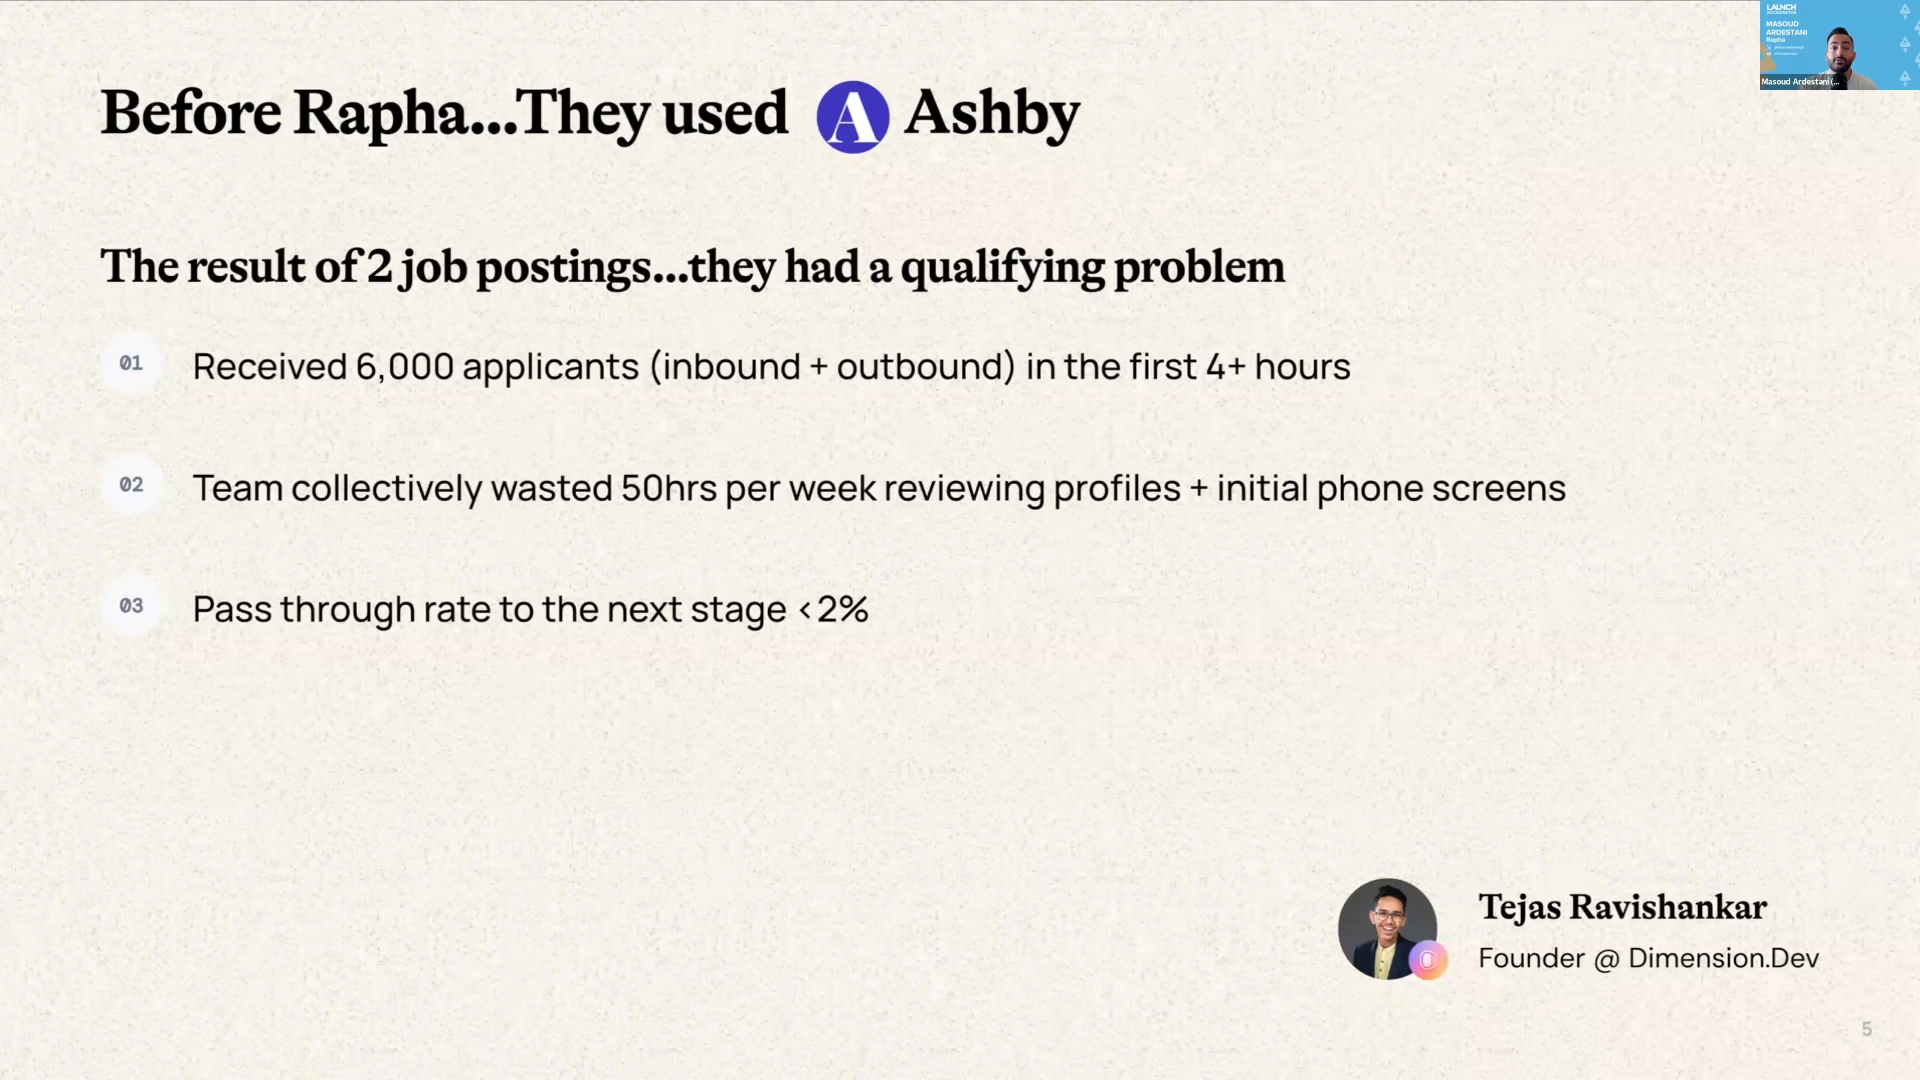 Before Rapha...They used A Ashby
LAUNCH
MASOUD
ARDESTANI
Rapha
Masoud Ardestani (...
The result of 2 job postings...they had a qualifying problem
01 Received 6,000 applicants (inbound + outbound) in the first 4+ hours
02 Team collectively wasted 50hrs per week reviewing profiles + initial phone screens
03 Pass through rate to the next stage <2%
Tejas Ravishankar
Founder @ Dimension.Dev
5